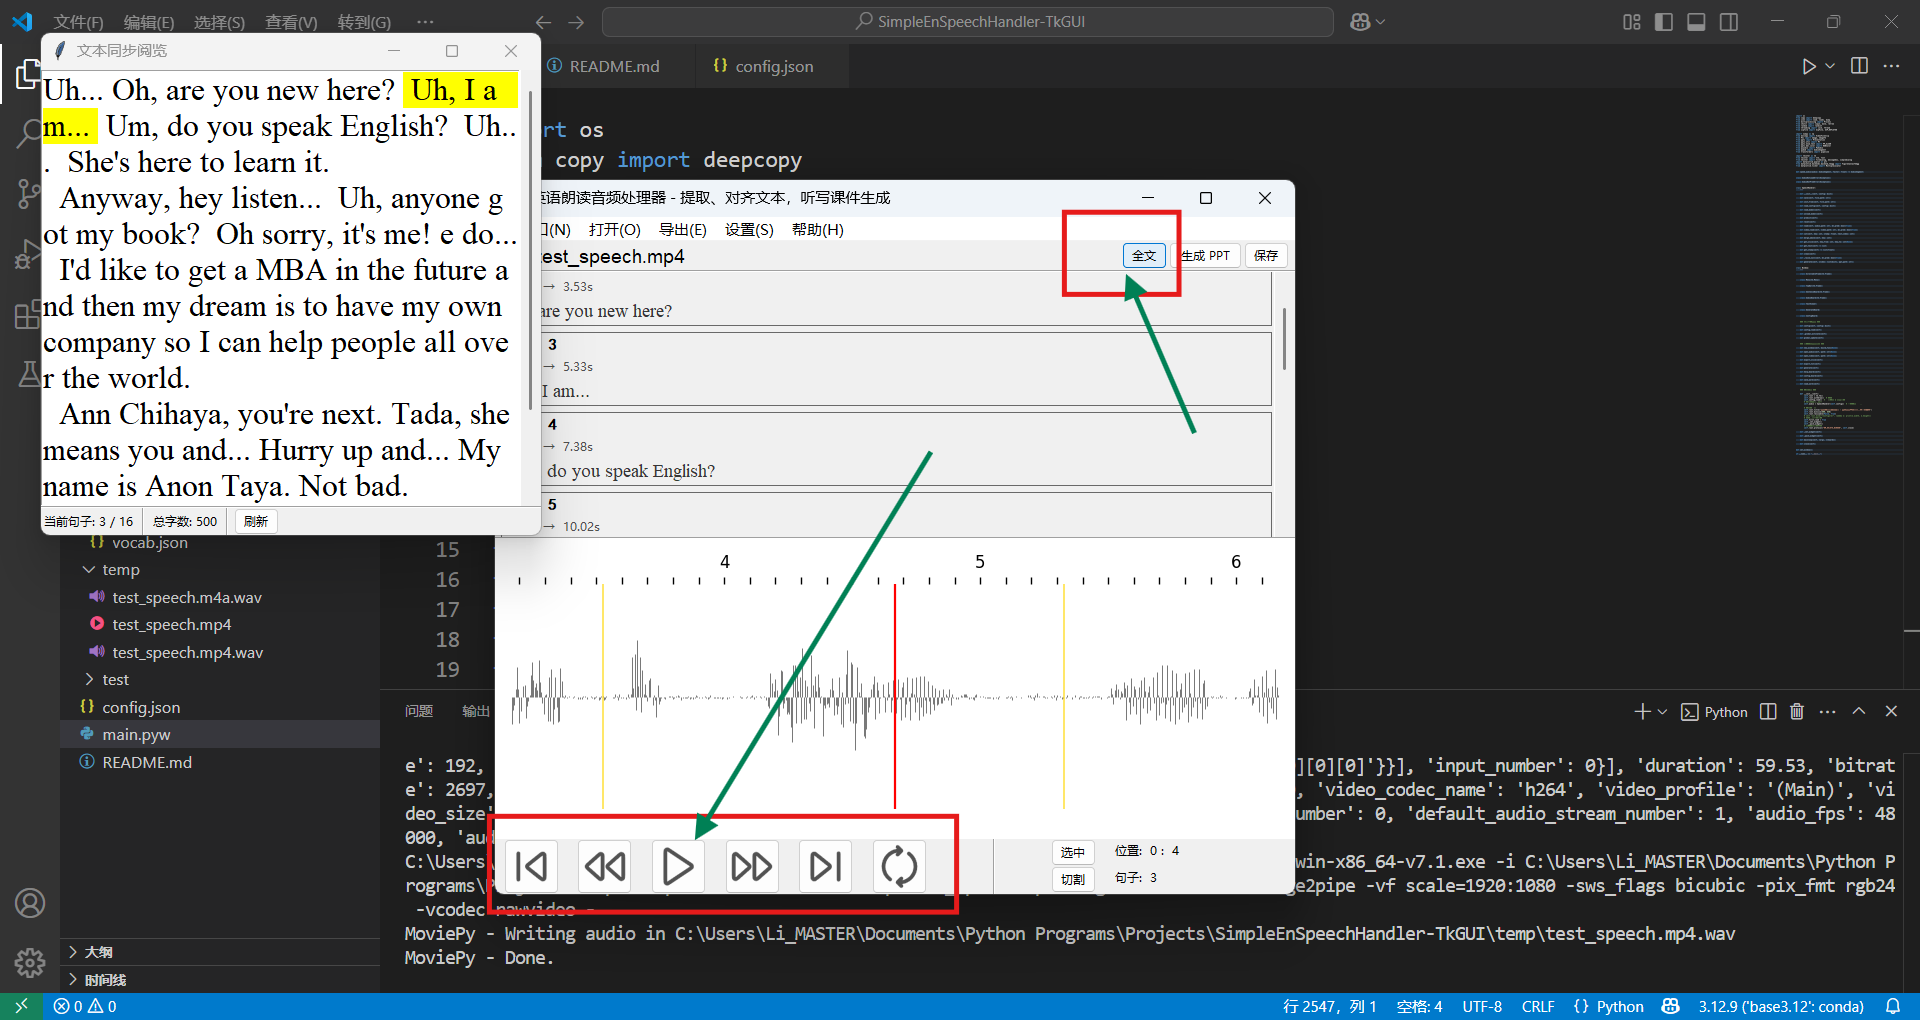 文件(F) 编辑(E) 选择(S) 查看(V) 转到(G) ···
SimpleEnSpeechHandler-TkGUI
文本同步阅览
Uh... Oh, are you new here?  Uh, I a
m...  Um, do you speak English?  Uh..
.  She's here to learn it.
Anyway, hey listen...  Uh, anyone g
ot my book?  Oh sorry, it's me! e do...
I'd like to get a MBA in the future a
nd then my dream is to have my own
company so I can help people all ove
r the world.
Ann Chihaya, you're next. Tada, she
means you and... Hurry up and... My
name is Anon Taya. Not bad.
当前句子: 3 / 16 总字数: 500 刷新
README.md
{} config.json
rt os
copy import deepcopy
语朗读音频处理器 - 提取、对齐文本，听写课件生成
(N) 打开(O) 导出(E) 设置(S) 帮助(H)
test_speech.mp4
全文 生成 PPT 保存
→ 3.53s
are you new here?
3
→ 5.33s
I am...
4
→ 7.38s
do you speak English?
5
→ 10.02s
4 5 6
选中 位置: 0 : 4
切割 句子: 3
{} vocab.json
temp
test_speech.m4a.wav
test_speech.mp4
test_speech.mp4.wav
test
{} config.json
main.pyw
README.md
大纲
时间线
15
16
17
18
19
问题 输出
Python
e': 192, ][0][0]'}}], 'input_number': 0}], 'duration': 59.53, 'bitrat
e': 2697, 'video_codec_name': 'h264', 'video_profile': '(Main)', 'vi
deo_size' umber': 0, 'default_audio_stream_number': 1, 'audio_fps': 48
000, 'aud
C:\Users win-x86_64-v7.1.exe -i C:\Users\Li_MASTER\Documents\Python P
rograms\ ge2pipe -vf scale=1920:1080 -sws_flags bicubic -pix_fmt rgb24
-vcodec rawvideo -
MoviePy - Writing audio in C:\Users\Li_MASTER\Documents\Python Programs\Projects\SimpleEnSpeechHandler-TkGUI\temp\test_speech.mp4.wav
MoviePy - Done.
0 0
行 2547，列 1 空格: 4 UTF-8 CRLF {} Python 3.12.9 ('base3.12': conda)